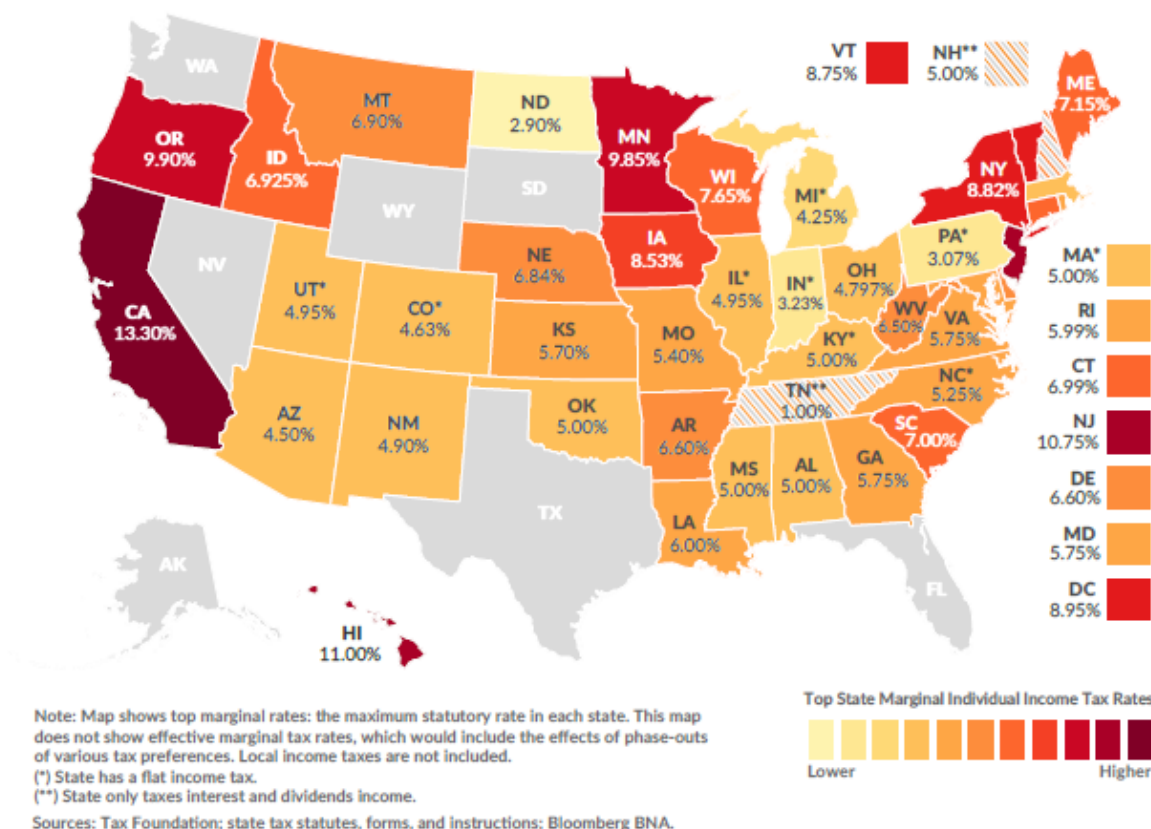 WA
VT
8.75%
NH**
5.00%
ME
7.15%
MT
6.90%
ND
2.90%
MN
9.85%
OR
9.90%
ID
6.925%
WI
7.65%
NY
8.82%
SD
MI*
4.25%
WY
IA
8.53%
PA*
3.07%
NE
6.84%
NV
IL*
4.95%
IN*
3.23%
OH
4.797%
MA*
5.00%
UT*
4.95%
CO*
4.63%
WV
6.50%
VA
5.75%
RI
5.99%
CA
13.30%
KS
5.70%
MO
5.40%
KY*
5.00%
CT
6.99%
NC*
5.25%
TN**
1.00%
AZ
4.50%
NM
4.90%
OK
5.00%
AR
6.60%
SC
7.00%
NJ
10.75%
MS
5.00%
AL
5.00%
GA
5.75%
DE
6.60%
TX
LA
6.00%
MD
5.75%
AK
FL
DC
8.95%
HI
11.00%
Note: Map shows top marginal rates: the maximum statutory rate in each state. This map
does not show effective marginal tax rates, which would include the effects of phase-outs
of various tax preferences. Local income taxes are not included.
(*) State has a flat income tax.
(**) State only taxes interest and dividends income.
Sources: Tax Foundation; state tax statutes, forms, and instructions; Bloomberg BNA.
Top State Marginal Individual Income Tax Rates
Lower
Higher